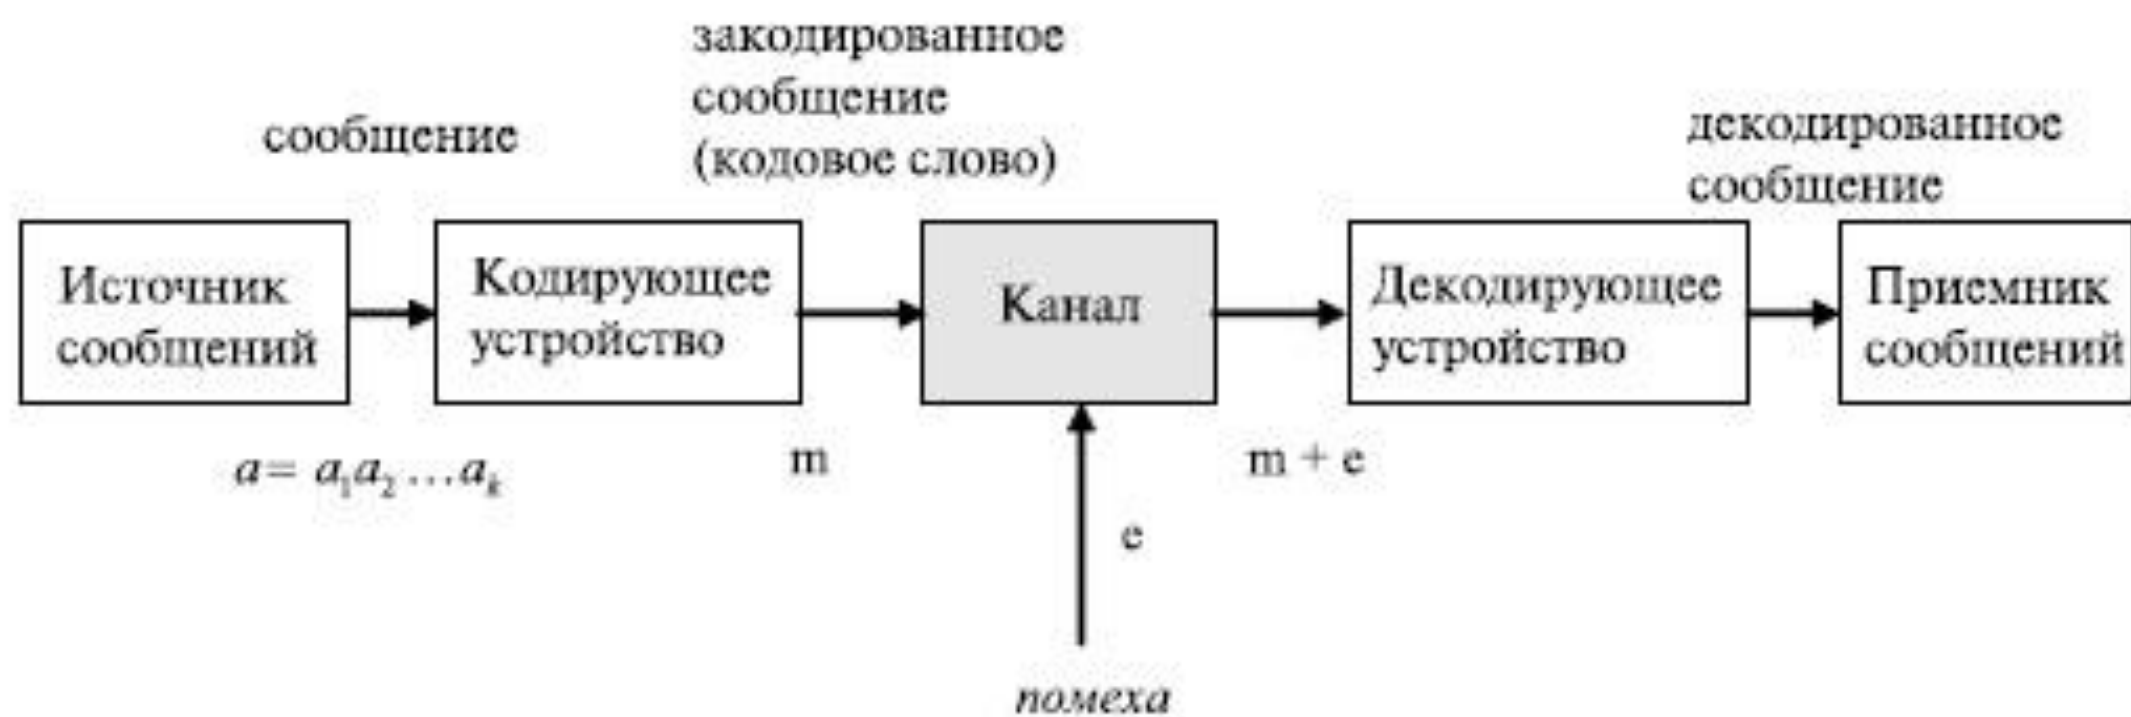 закодированное
сообщение
(кодовое слово)
сообщение
декодированное
сообщение
Источник
сообщений
Кодирующее
устройство
Канал
Декодирующее
устройство
Приемник
сообщений
a= a₁a₂ ...aₖ
m
m + e
e
помеха